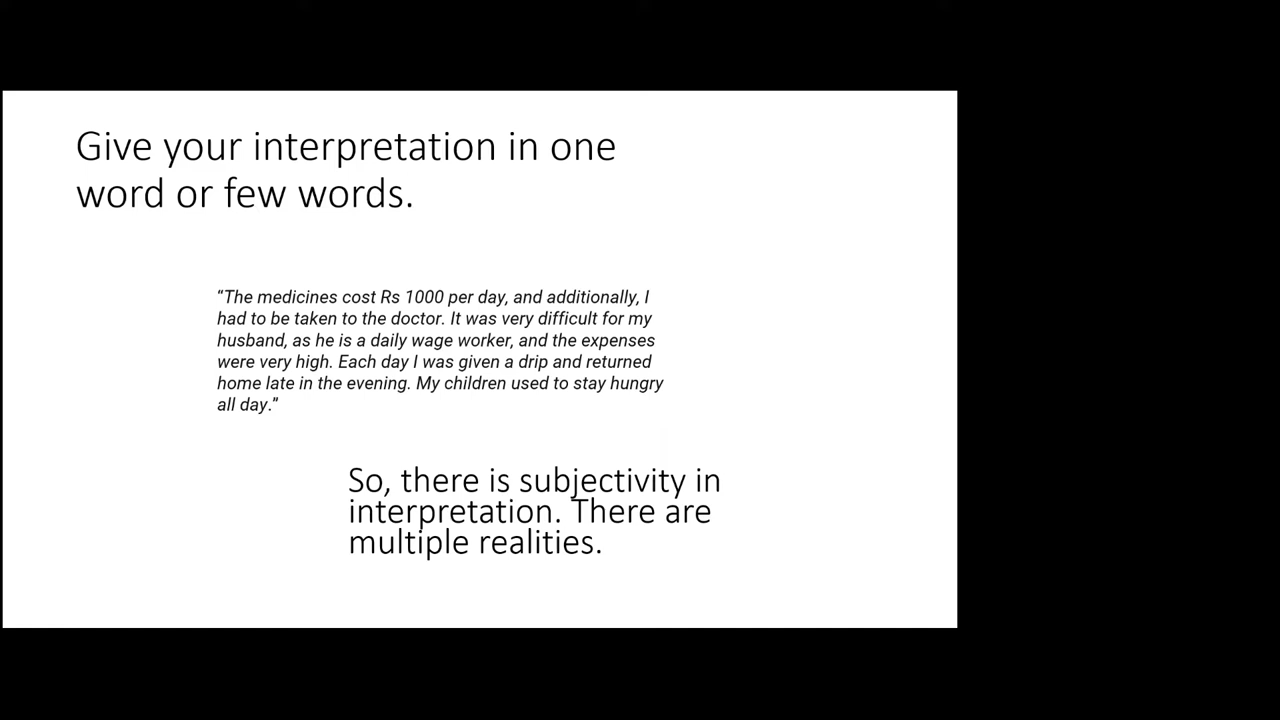 Give your interpretation in one
word or few words.
“The medicines cost Rs 1000 per day, and additionally, I
had to be taken to the doctor. It was very difficult for my
husband, as he is a daily wage worker, and the expenses
were very high. Each day I was given a drip and returned
home late in the evening. My children used to stay hungry
all day.”
So, there is subjectivity in
interpretation. There are
multiple realities.